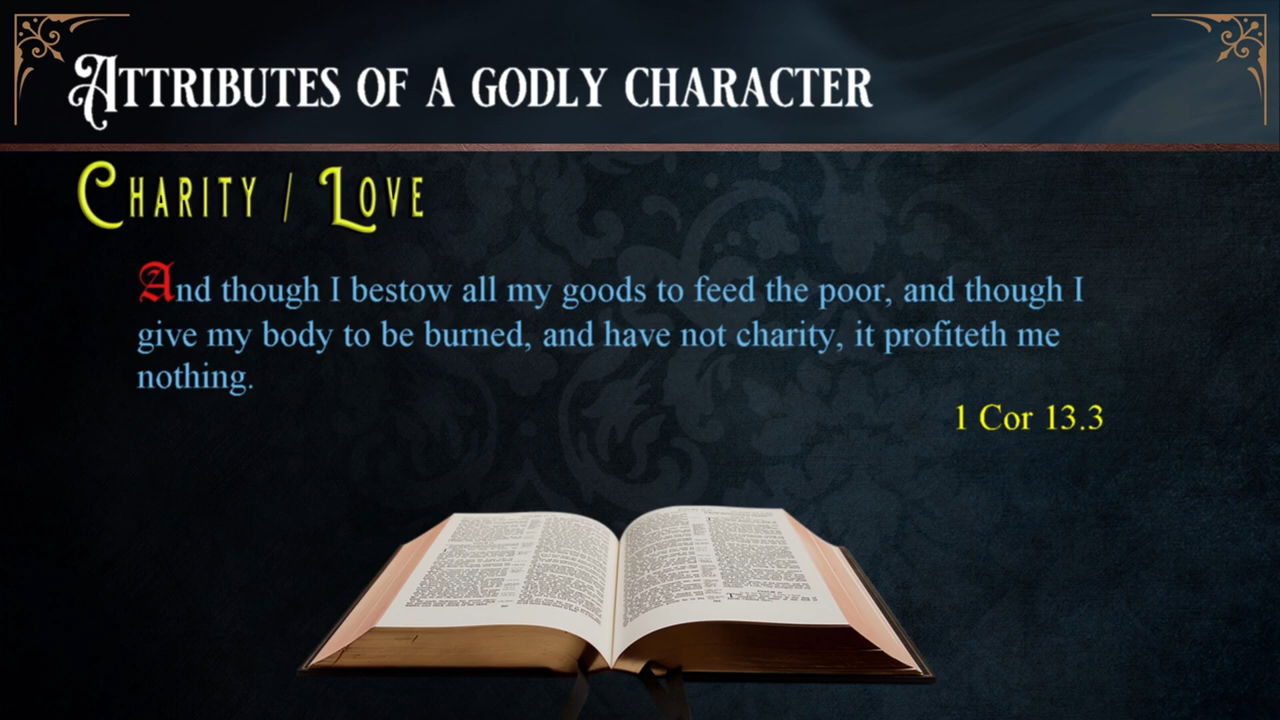 Attributes of a godly character
Charity / Love
And though I bestow all my goods to feed the poor, and though I
give my body to be burned, and have not charity, it profiteth me
nothing.
1 Cor 13.3